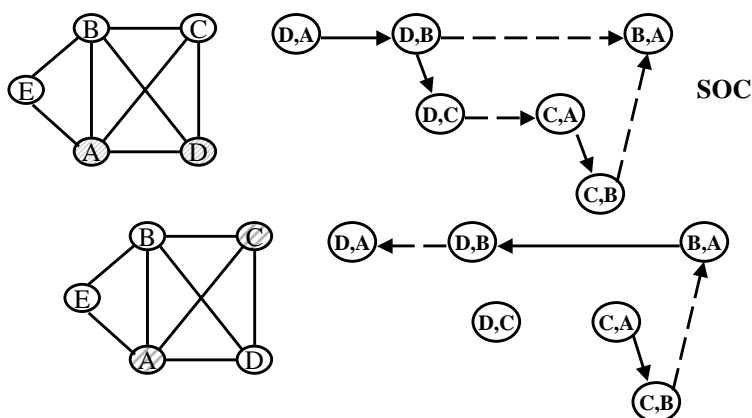 B C D,A D,B B,A
E SOC
D,C C,A
A D
C,B
B C D,A D,B B,A
E
D,C C,A
A D
C,B